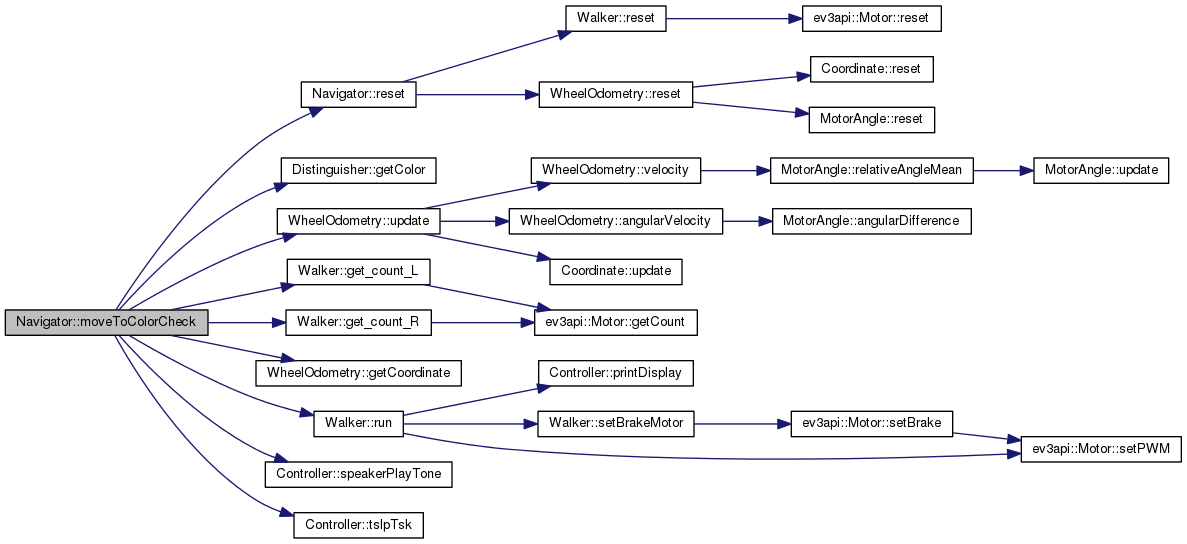 Walker::reset
ev3api::Motor::reset
Coordinate::reset
Navigator::reset
WheelOdometry::reset
MotorAngle::reset
Distinguisher::getColor
WheelOdometry::velocity
MotorAngle::relativeAngleMean
MotorAngle::update
WheelOdometry::update
WheelOdometry::angularVelocity
MotorAngle::angularDifference
Walker::get_count_L
Coordinate::update
Navigator::moveToColorCheck
Walker::get_count_R
ev3api::Motor::getCount
WheelOdometry::getCoordinate
Controller::printDisplay
Walker::run
Walker::setBrakeMotor
ev3api::Motor::setBrake
ev3api::Motor::setPWM
Controller::speakerPlayTone
Controller::tslpTsk